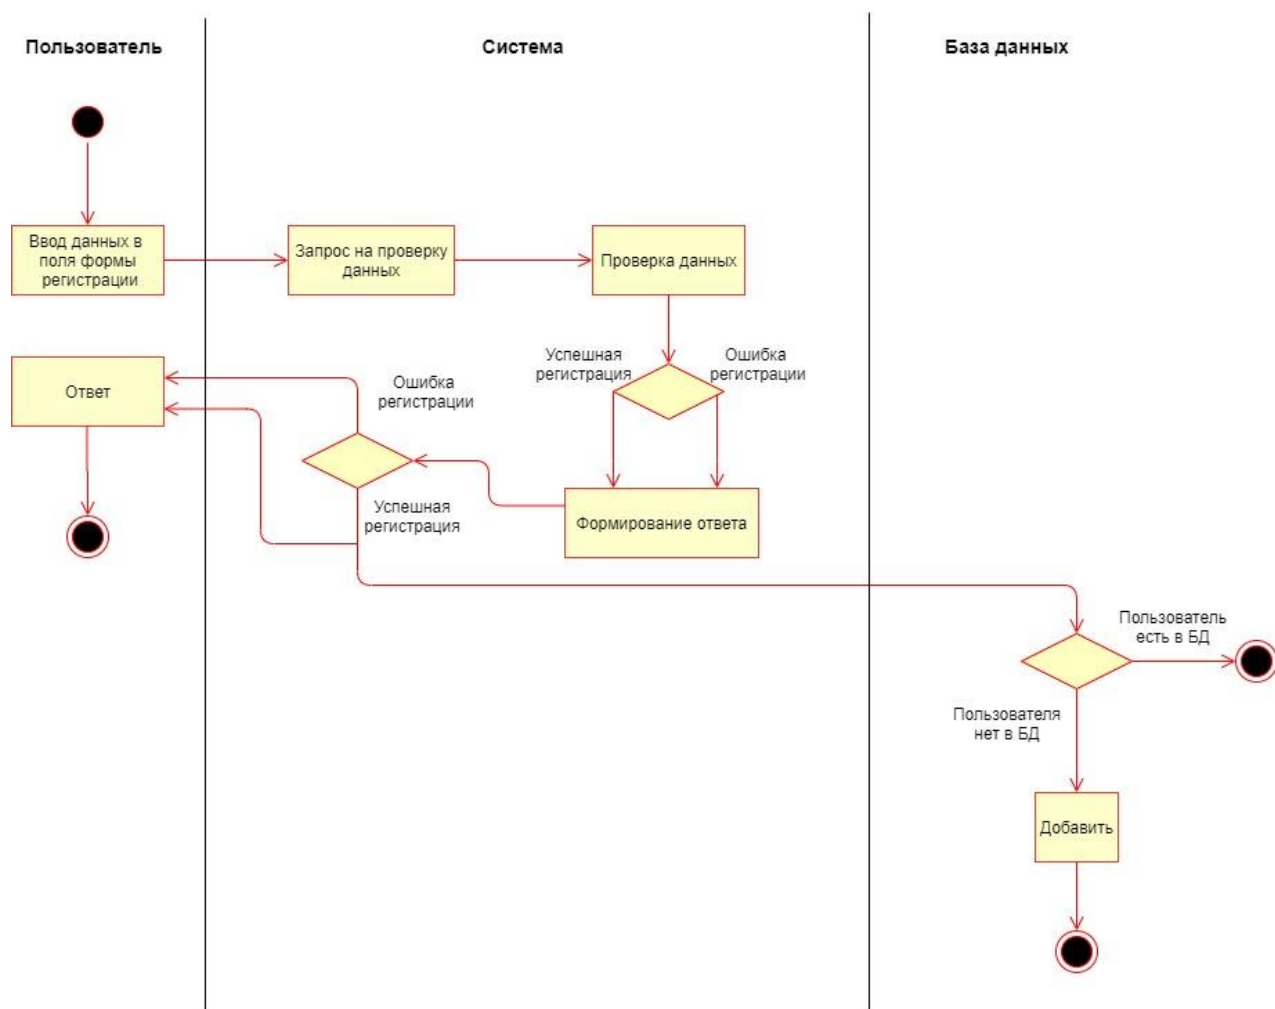 Пользователь
Система
База данных
Ввод данных в
поля формы
регистрации
Запрос на проверку
данных
Проверка данных
Успешная
регистрация
Ошибка
регистрации
Ответ
Ошибка
регистрации
Успешная
регистрация
Формирование ответа
Пользователь
есть в БД
Пользователя
нет в БД
Добавить